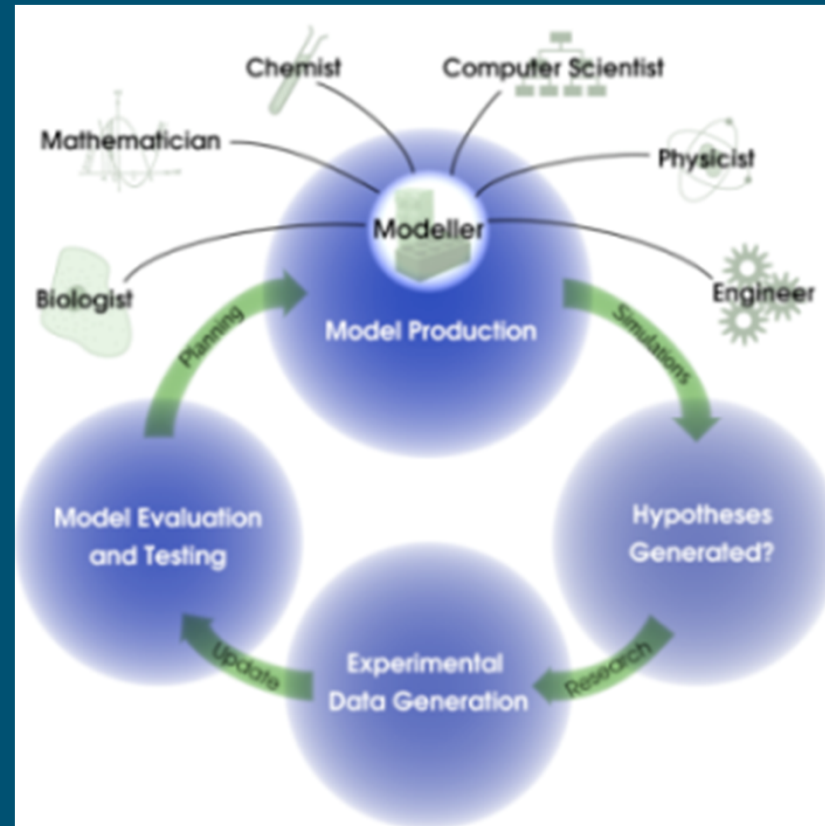 Chemist
Computer Scientist
Mathematician
Physicist
Modeller
Biologist
Engineer
Planning
Model Production
Simulations
Model Evaluation
and Testing
Hypotheses
Generated?
Update
Experimental
Data Generation
Research